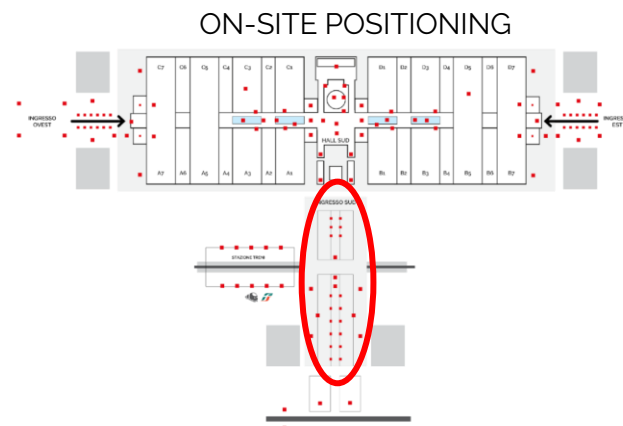 ON-SITE POSITIONING
C7 C6 C5 C4 C3 C2 C1 D1 D2 D3 D4 D5 D6 D7
INGRESSO
OVEST
INGRES
EST
HALL SUD
A7 A6 A5 A4 A3 A2 A1 B1 B2 B3 B4 B5 B6 B7
INGRESSO SUD
STAZIONE TRENI